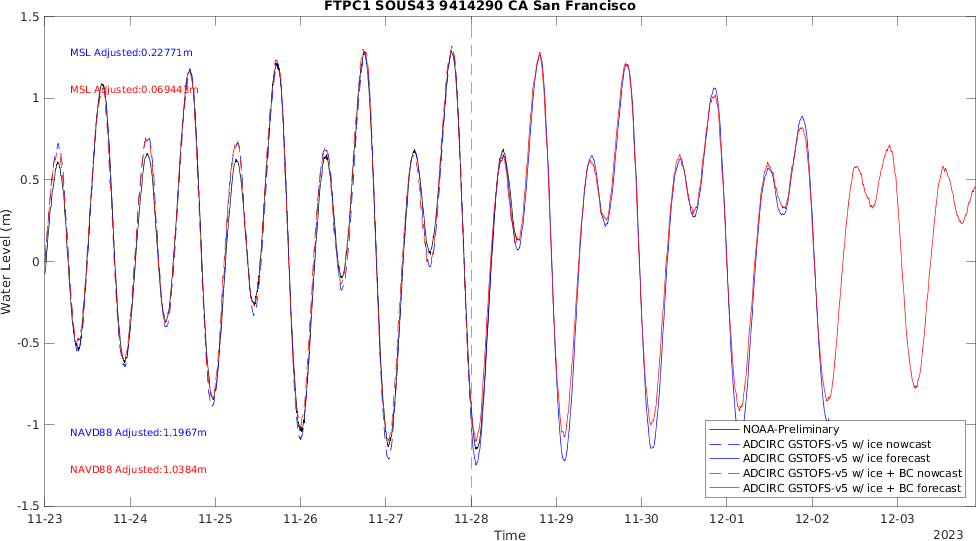 FTPC1 SOUS43 9414290 CA San Francisco
1.5
1
0.5
0
-0.5
-1
-1.5
Water Level (m)
MSL Adjusted:0.22771m
MSL Adjusted:0.069443m
NAVD88 Adjusted:1.1967m
NAVD88 Adjusted:1.0384m
NOAA-Preliminary
ADCIRC GSTOFS-v5 w/ ice nowcast
ADCIRC GSTOFS-v5 w/ ice forecast
ADCIRC GSTOFS-v5 w/ ice + BC nowcast
ADCIRC GSTOFS-v5 w/ ice + BC forecast
11-23 11-24 11-25 11-26 11-27 11-28 11-29 11-30 12-01 12-02 12-03
Time
2023